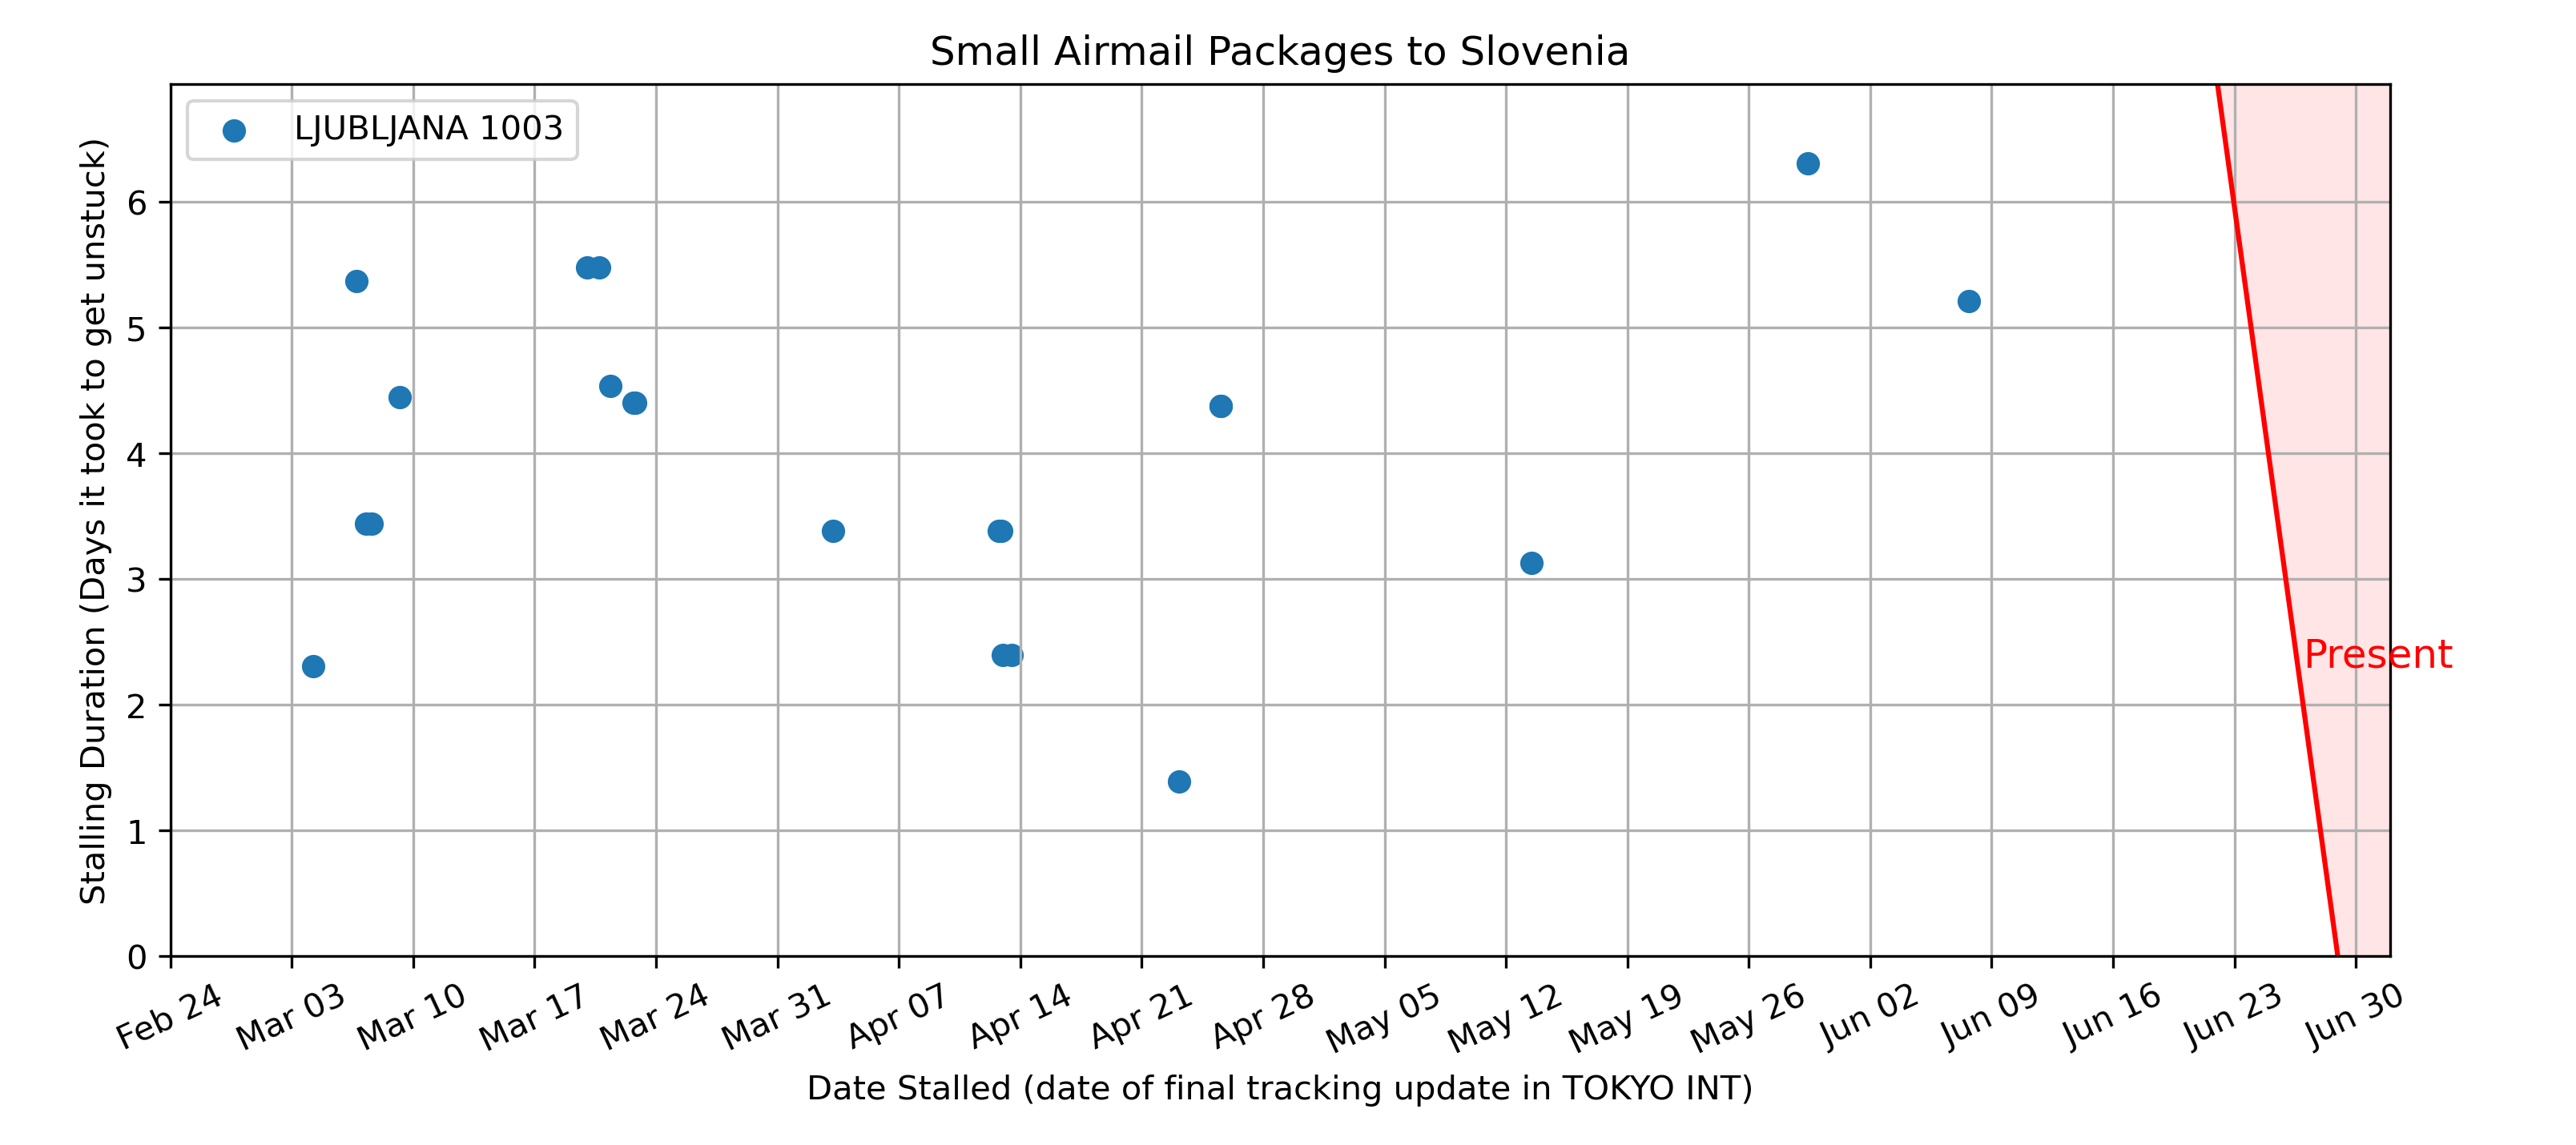 Small Airmail Packages to Slovenia
LJUBLJANA 1003
Stalling Duration (Days it took to get unstuck)
6
5
4
3
2
1
0
Present
Feb 24
Mar 03
Mar 10
Mar 17
Mar 24
Mar 31
Apr 07
Apr 14
Apr 21
Apr 28
May 05
May 12
May 19
May 26
Jun 02
Jun 09
Jun 16
Jun 23
Jun 30
Date Stalled (date of final tracking update in TOKYO INT)